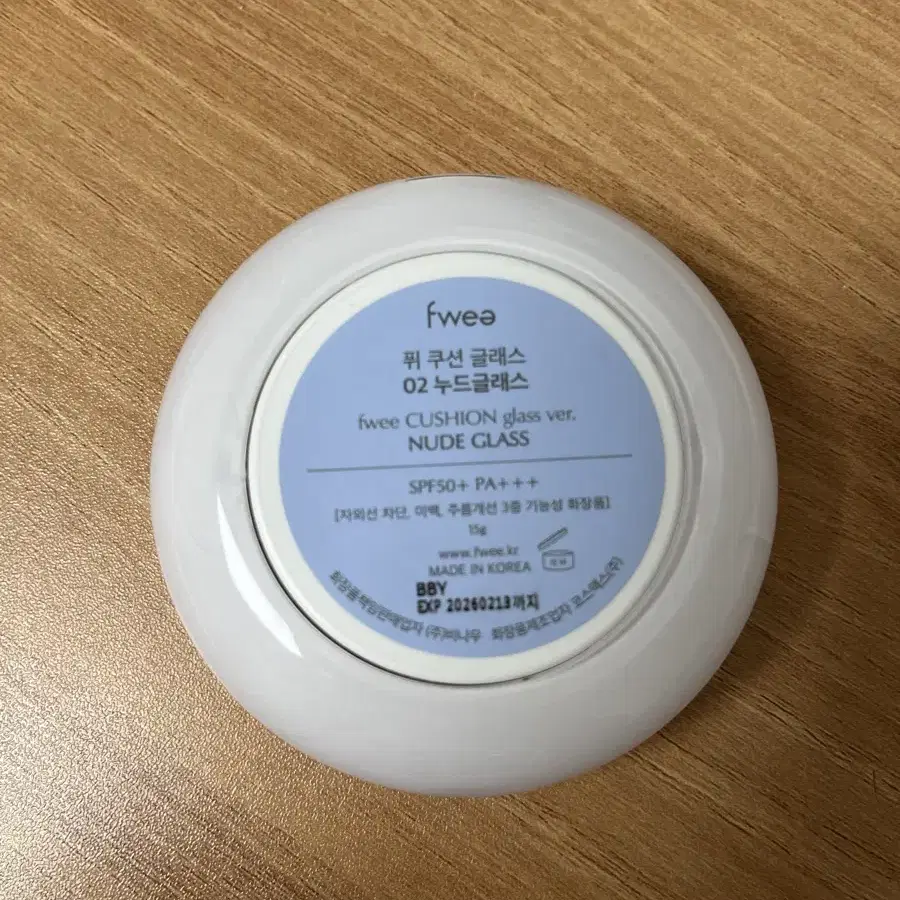 fwee
퓌 쿠션 글래스
02 누드글래스
fwee CUSHION glass ver.
NUDE GLASS
SPF50+ PA+++
[자외선 차단, 미백, 주름개선 3중 기능성 화장품]
15g
www.fwee.kr
MADE IN KOREA
BBY
EXP 20260213까지
화장품책임판매업자 (주)비나우 화장품제조업자 코스맥스(주)